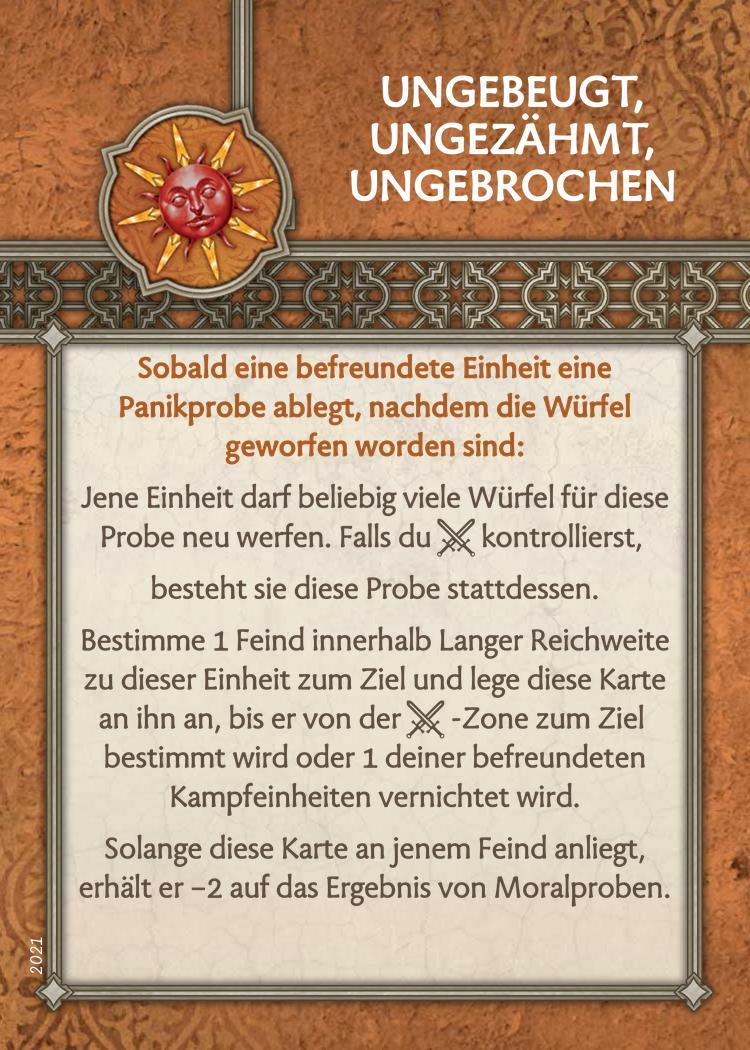 UNGEBEUGT,
UNGEZÄHMT,
UNGEBROCHEN
Sobald eine befreundete Einheit eine
Panikprobe ablegt, nachdem die Würfel
geworfen worden sind:
Jene Einheit darf beliebig viele Würfel für diese
Probe neu werfen. Falls du kontrollierst,
besteht sie diese Probe stattdessen.
Bestimme 1 Feind innerhalb Langer Reichweite
zu dieser Einheit zum Ziel und lege diese Karte
an ihn an, bis er von der -Zone zum Ziel
bestimmt wird oder 1 deiner befreundeten
Kampfeinheiten vernichtet wird.
Solange diese Karte an jenem Feind anliegt,
erhält er –2 auf das Ergebnis von Moralproben.
2021